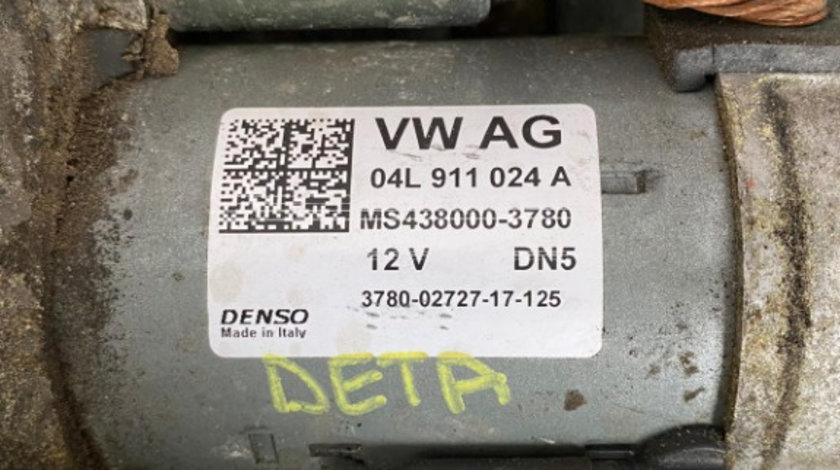 VW AG
04L 911 024 A
MS438000-3780
12 V DN5
3780-02727-17-125
DENSO
Made in Italy
DETA